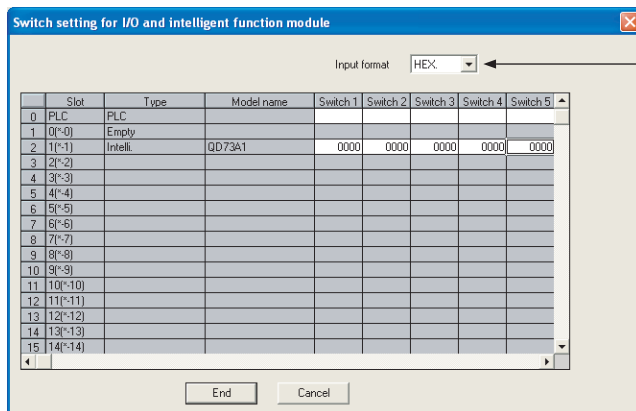 Switch setting for I/O and intelligent function module
Input format HEX.
Slot Type Model name Switch 1 Switch 2 Switch 3 Switch 4 Switch 5
0 PLC PLC
1 0(*-0) Empty
2 1(*-1) Intelli. QD73A1 0000 0000 0000 0000 0000
3 2(*-2)
4 3(*-3)
5 4(*-4)
6 5(*-5)
7 6(*-6)
8 7(*-7)
9 8(*-8)
10 9(*-9)
11 10(*-10)
12 11(*-11)
13 12(*-12)
14 13(*-13)
15 14(*-14)
End Cancel